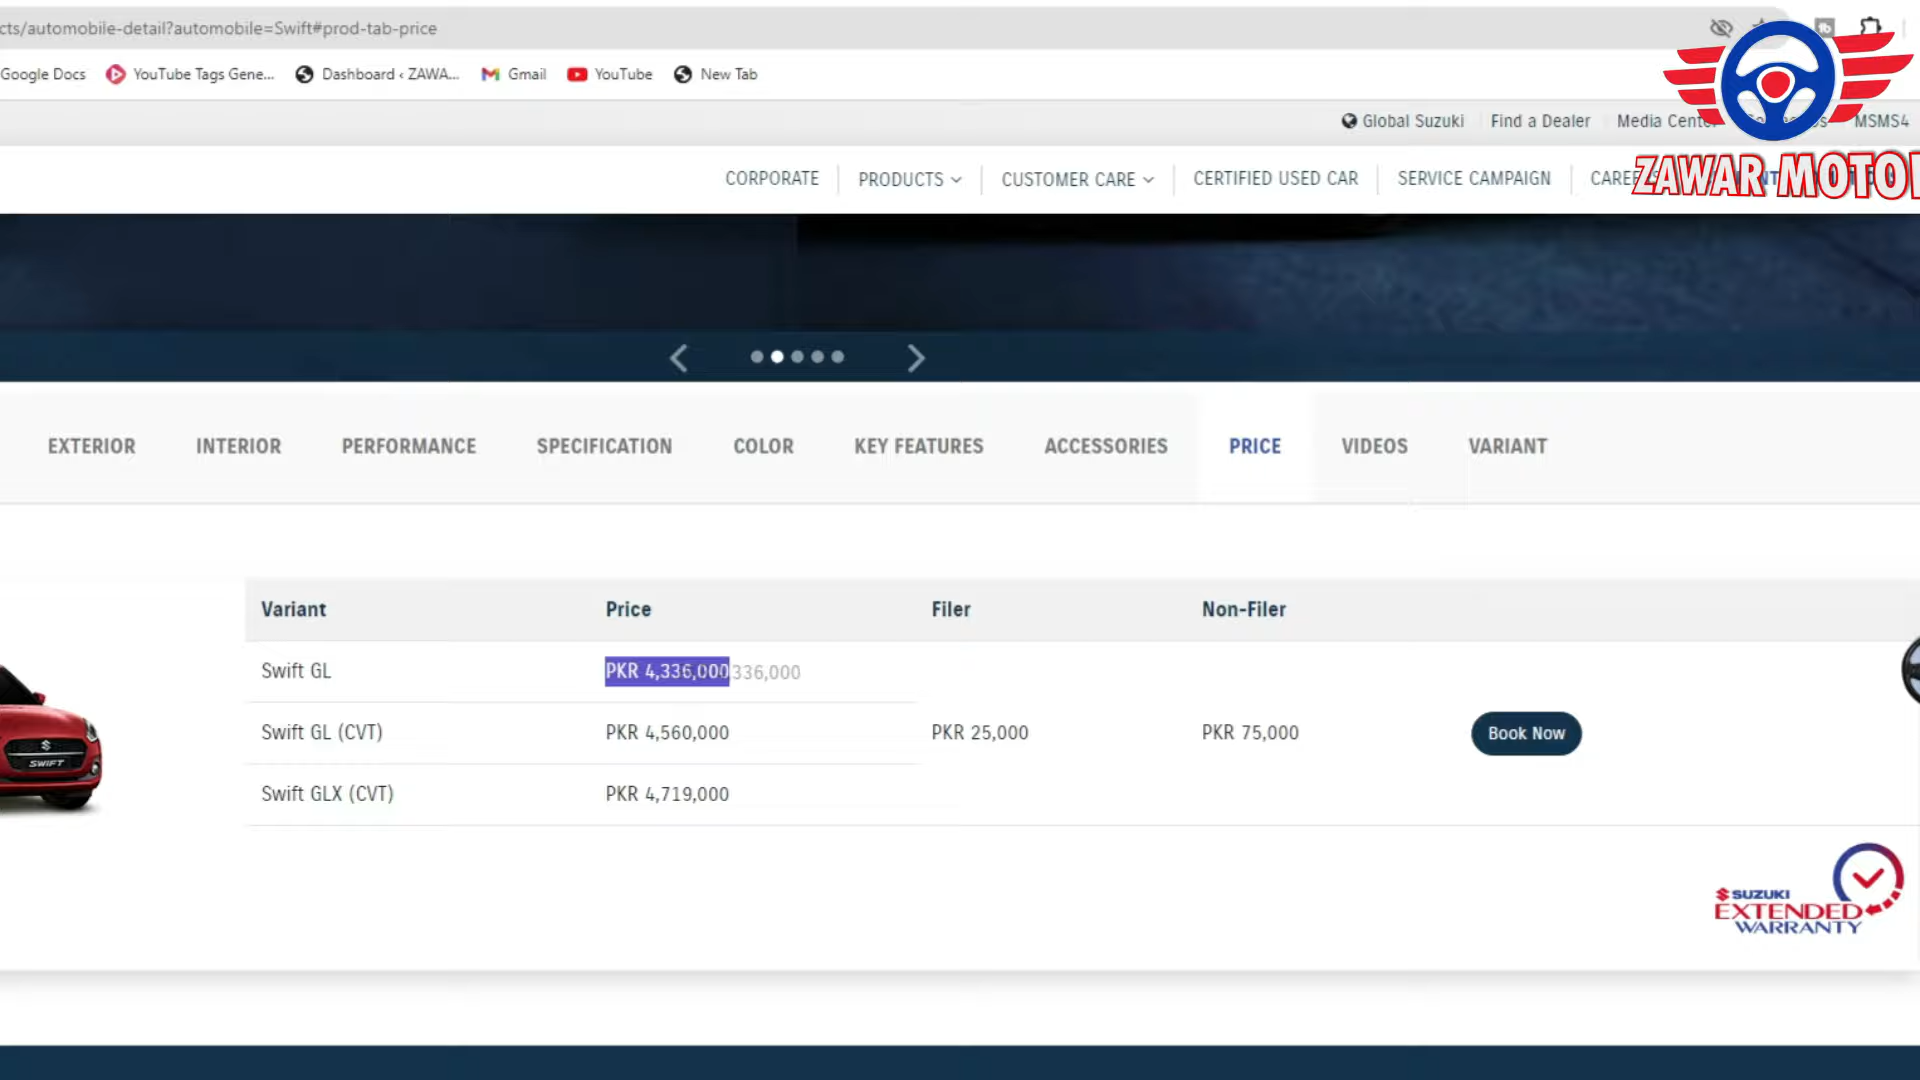 cts/automobile-detail?automobile=Swift#prod-tab-price
Google Docs YouTube Tags Gene... Dashboard ‹ ZAWA... Gmail YouTube New Tab
Global Suzuki Find a Dealer Media Center MSMS4
CORPORATE PRODUCTS CUSTOMER CARE CERTIFIED USED CAR SERVICE CAMPAIGN
ZAWAR MOTO
EXTERIOR INTERIOR PERFORMANCE SPECIFICATION COLOR KEY FEATURES ACCESSORIES PRICE VIDEOS VARIANT
Variant Price Filer Non-Filer
Swift GL PKR 4,336,000 336,000
Swift GL (CVT) PKR 4,560,000 PKR 25,000 PKR 75,000 Book Now
SWIFT
Swift GLX (CVT) PKR 4,719,000
SUZUKI
EXTENDED
WARRANTY